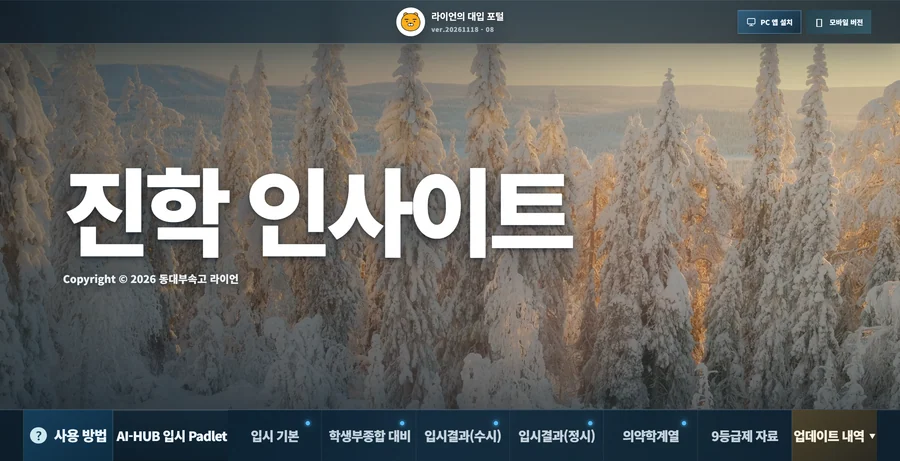 라이언의 대입 포털
ver.20261118 - 08
PC 앱 설치
모바일 버전
진학 인사이트
Copyright © 2026 동대부속고 라이언
? 사용 방법
AI-HUB 입시 Padlet
입시 기본
학생부종합 대비
입시결과(수시)
입시결과(정시)
의약학계열
9등급제 자료
업데이트 내역 ▼